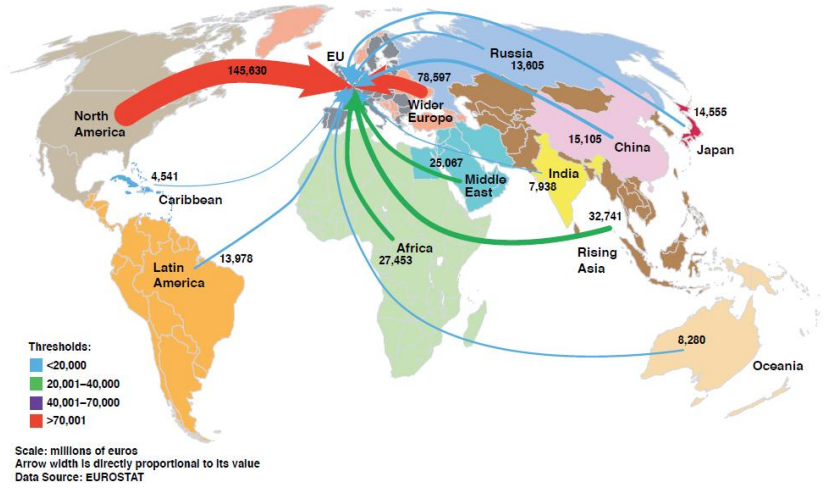 EU
Russia
13,605
145,630
78,597
North
America
Wider
Europe
14,555
15,105
China
Japan
4,541
25,067
India
7,938
Middle
East
Caribbean
32,741
Africa
27,453
Rising
Asia
13,978
Latin
America
8,280
Oceania
Thresholds:
<20,000
20,001–40,000
40,001–70,000
>70,001
Scale: millions of euros
Arrow width is directly proportional to its value
Data Source: EUROSTAT